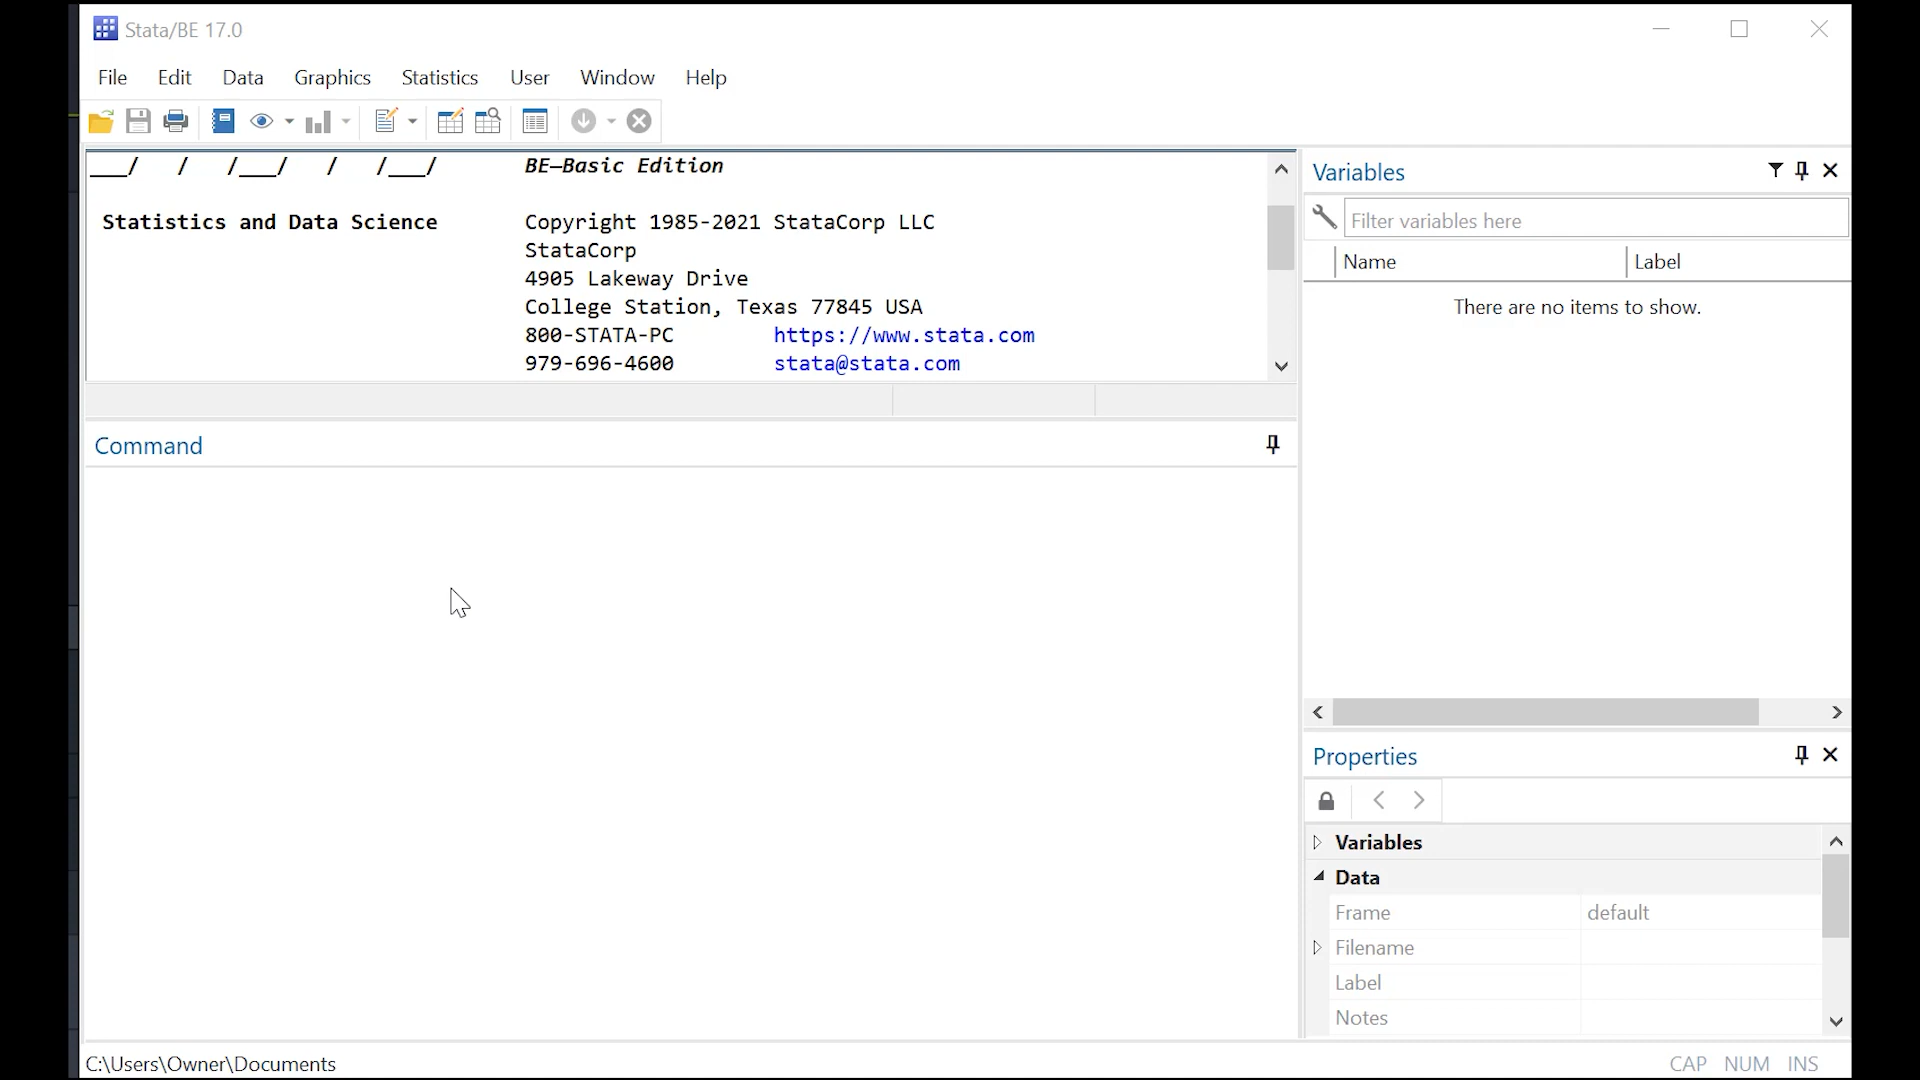 Stata/BE 17.0
File Edit Data Graphics Statistics User Window Help
___/ / /___/ / /___/ BE—Basic Edition
Statistics and Data Science Copyright 1985-2021 StataCorp LLC
StataCorp
4905 Lakeway Drive
College Station, Texas 77845 USA
800-STATA-PC https://www.stata.com
979-696-4600 stata@stata.com
Command
Variables
Filter variables here
Name Label
There are no items to show.
Properties
Variables
Data
Frame default
Filename
Label
Notes
C:\Users\Owner\Documents
CAP NUM INS